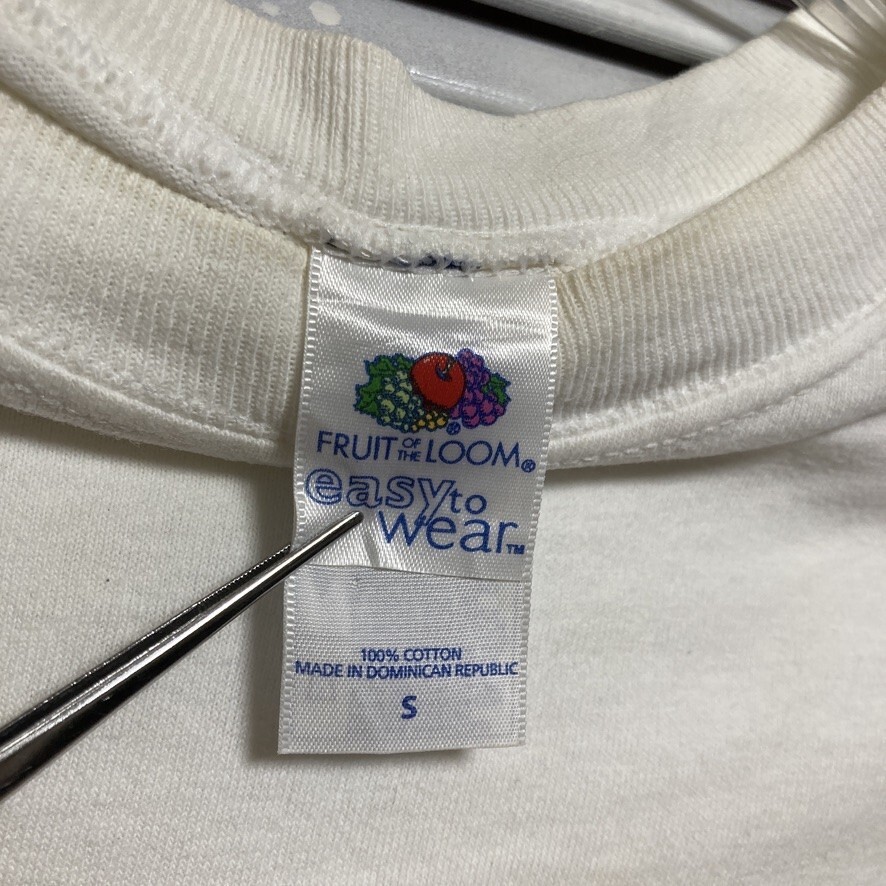 FRUIT OF THE LOOM®
easy to
wear™
100% COTTON
MADE IN DOMINICAN REPUBLIC
S